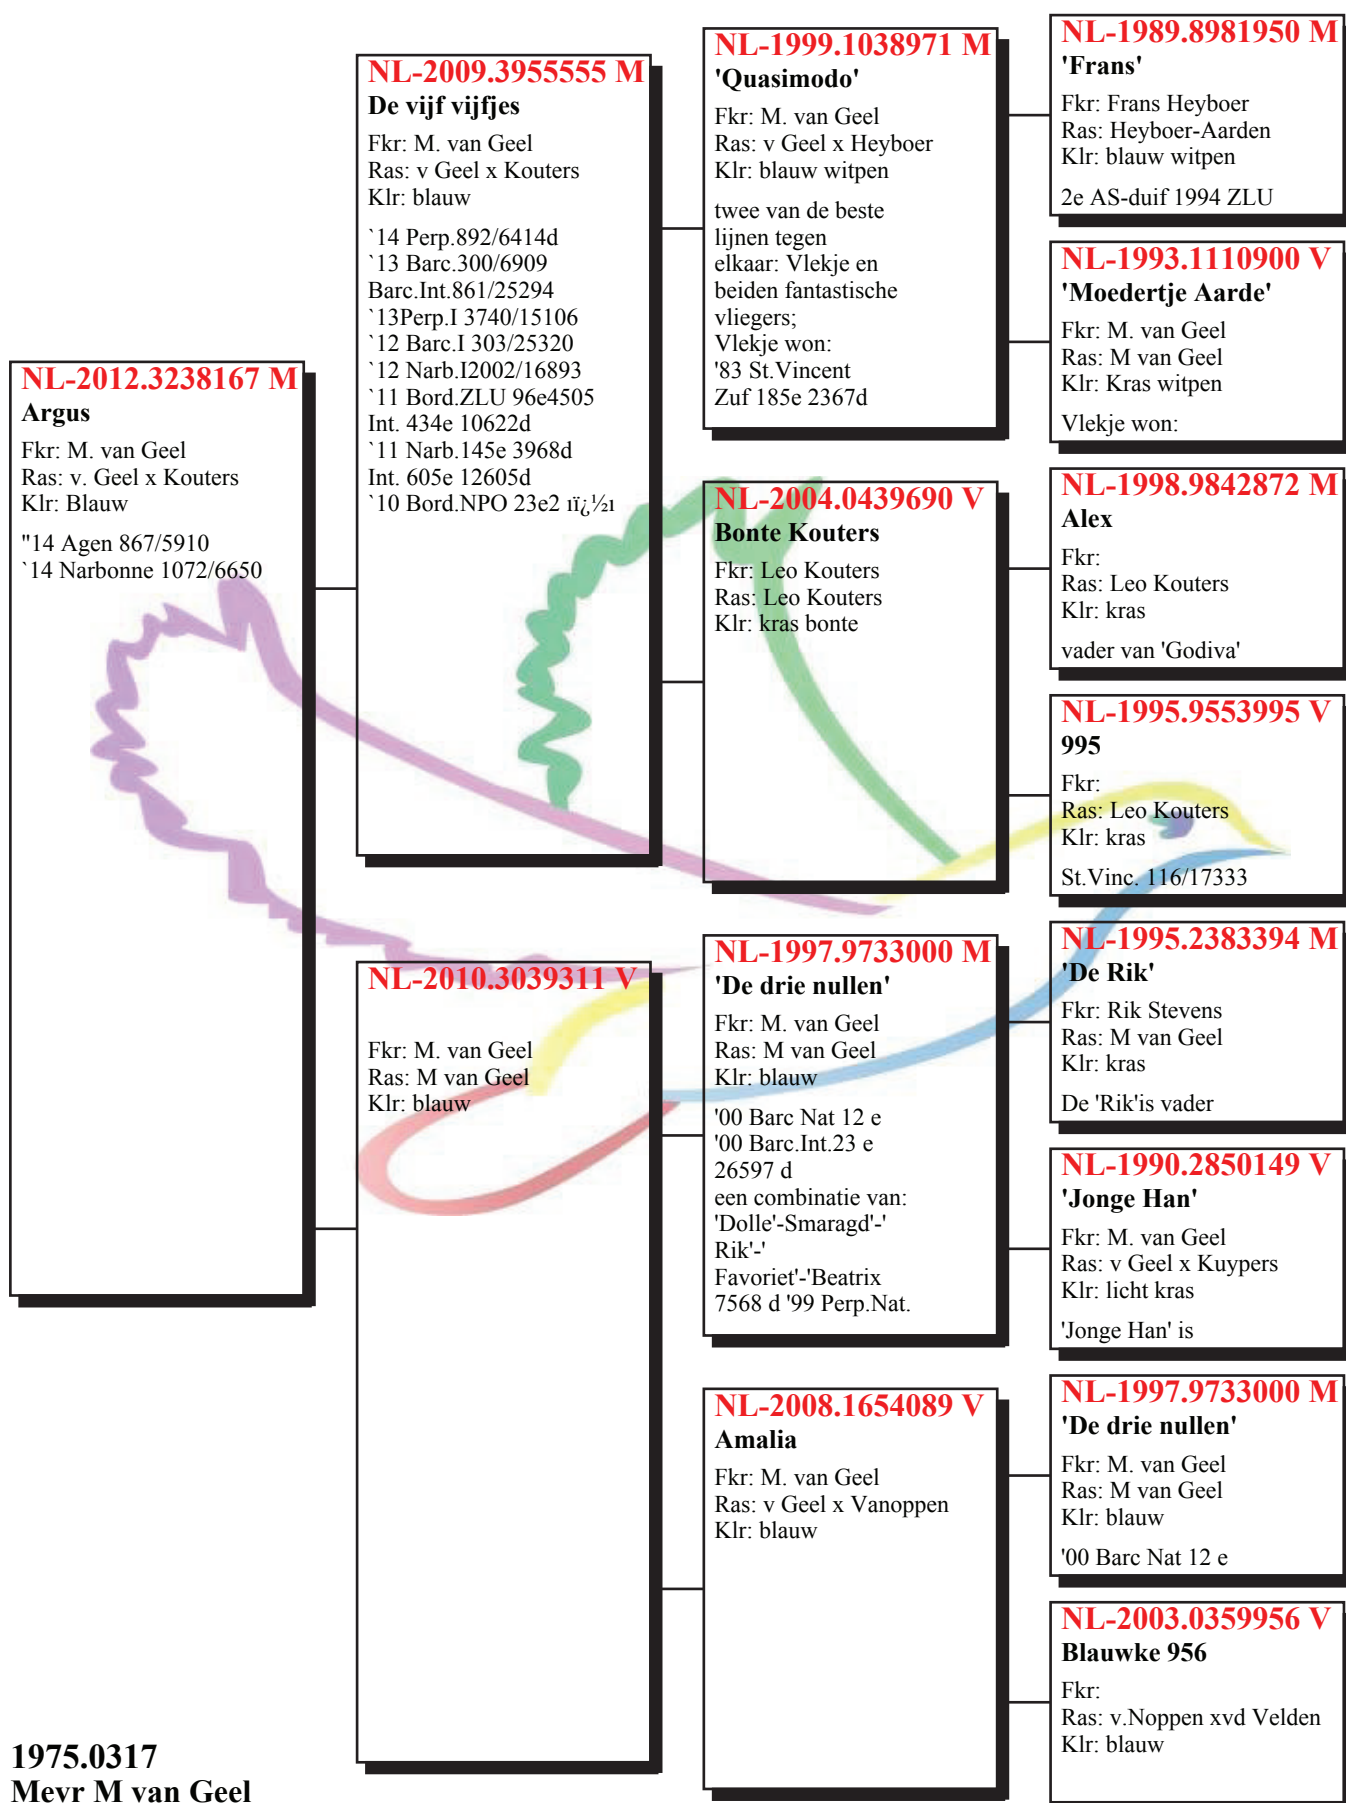 NL-2012.3238167 M
Argus
Fkr: M. van Geel
Ras: v. Geel x Kouters
Klr: Blauw
"14 Agen 867/5910
`14 Narbonne 1072/6650
NL-2009.3955555 M
De vijf vijfjes
Fkr: M. van Geel
Ras: v Geel x Kouters
Klr: blauw
`14 Perp.892/6414d
`13 Barc.300/6909
Barc.Int.861/25294
`13Perp.I 3740/15106
`12 Barc.I 303/25320
`12 Narb.I2002/16893
`11 Bord.ZLU 96e4505
Int. 434e 10622d
`11 Narb.145e 3968d
Int. 605e 12605d
`10 Bord.NPO 23e2 ıï¿½ı
NL-2010.3039311 V
Fkr: M. van Geel
Ras: M van Geel
Klr: blauw
NL-1999.1038971 M
'Quasimodo'
Fkr: M. van Geel
Ras: v Geel x Heyboer
Klr: blauw witpen
twee van de beste
lijnen tegen
elkaar: Vlekje en
beiden fantastische
vliegers;
Vlekje won:
'83 St.Vincent
Zuf 185e 2367d
NL-2004.0439690 V
Bonte Kouters
Fkr: Leo Kouters
Ras: Leo Kouters
Klr: kras bonte
NL-1997.9733000 M
'De drie nullen'
Fkr: M. van Geel
Ras: M van Geel
Klr: blauw
'00 Barc Nat 12 e
'00 Barc.Int.23 e
26597 d
een combinatie van:
'Dolle'-Smaragd'-'
Rik'-'
Favoriet'-'Beatrix
7568 d '99 Perp.Nat.
NL-2008.1654089 V
Amalia
Fkr: M. van Geel
Ras: v Geel x Vanoppen
Klr: blauw
NL-1989.8981950 M
'Frans'
Fkr: Frans Heyboer
Ras: Heyboer-Aarden
Klr: blauw witpen
2e AS-duif 1994 ZLU
NL-1993.1110900 V
'Moedertje Aarde'
Fkr: M. van Geel
Ras: M van Geel
Klr: Kras witpen
Vlekje won:
NL-1998.9842872 M
Alex
Fkr:
Ras: Leo Kouters
Klr: kras
vader van 'Godiva'
NL-1995.9553995 V
995
Fkr:
Ras: Leo Kouters
Klr: kras
St.Vinc. 116/17333
NL-1995.2383394 M
'De Rik'
Fkr: Rik Stevens
Ras: M van Geel
Klr: kras
De 'Rik'is vader
NL-1990.2850149 V
'Jonge Han'
Fkr: M. van Geel
Ras: v Geel x Kuypers
Klr: licht kras
'Jonge Han' is
NL-1997.9733000 M
'De drie nullen'
Fkr: M. van Geel
Ras: M van Geel
Klr: blauw
'00 Barc Nat 12 e
NL-2003.0359956 V
Blauwke 956
Fkr:
Ras: v.Noppen xvd Velden
Klr: blauw
1975.0317
Mevr M van Geel